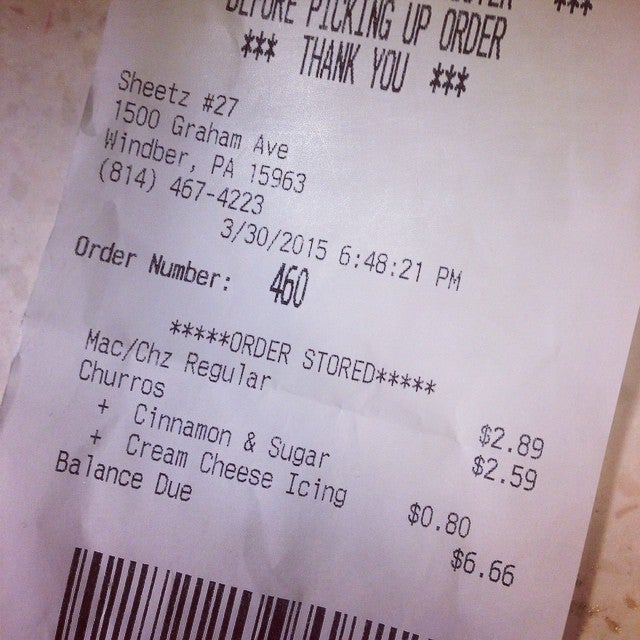 BEFORE PICKING UP ORDER
*** THANK YOU ***
Sheetz #27
1500 Graham Ave
Windber, PA 15963
(814) 467-4223
3/30/2015 6:48:21 PM
Order Number: 460
*****ORDER STORED*****
Mac/Chz Regular $2.89
Churros $2.59
+ Cinnamon & Sugar
+ Cream Cheese Icing $0.80
Balance Due $6.66